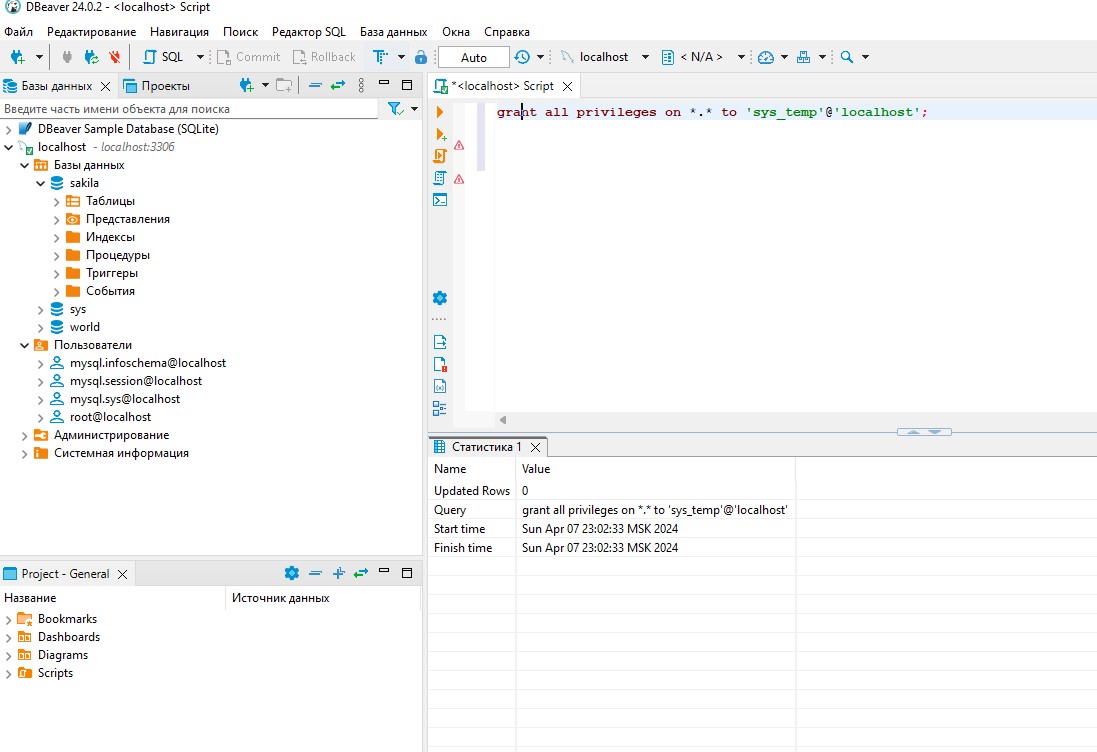 DBeaver 24.0.2 - <localhost> Script
Файл Редактирование Навигация Поиск Редактор SQL База данных Окна Справка
SQL Commit Rollback Auto localhost < N/A >
Базы данных Проекты
Введите часть имени объекта для поиска
DBeaver Sample Database (SQLite)
localhost - localhost:3306
Базы данных
sakila
Таблицы
Представления
Индексы
Процедуры
Триггеры
События
sys
world
Пользователи
mysql.infoschema@localhost
mysql.session@localhost
mysql.sys@localhost
root@localhost
Администрирование
Системная информация
Project - General
Название Источник данных
Bookmarks
Dashboards
Diagrams
Scripts
*<localhost> Script
grant all privileges on *.* to 'sys_temp'@'localhost';
Статистика 1
Name Value
Updated Rows 0
Query grant all privileges on *.* to 'sys_temp'@'localhost'
Start time Sun Apr 07 23:02:33 MSK 2024
Finish time Sun Apr 07 23:02:33 MSK 2024